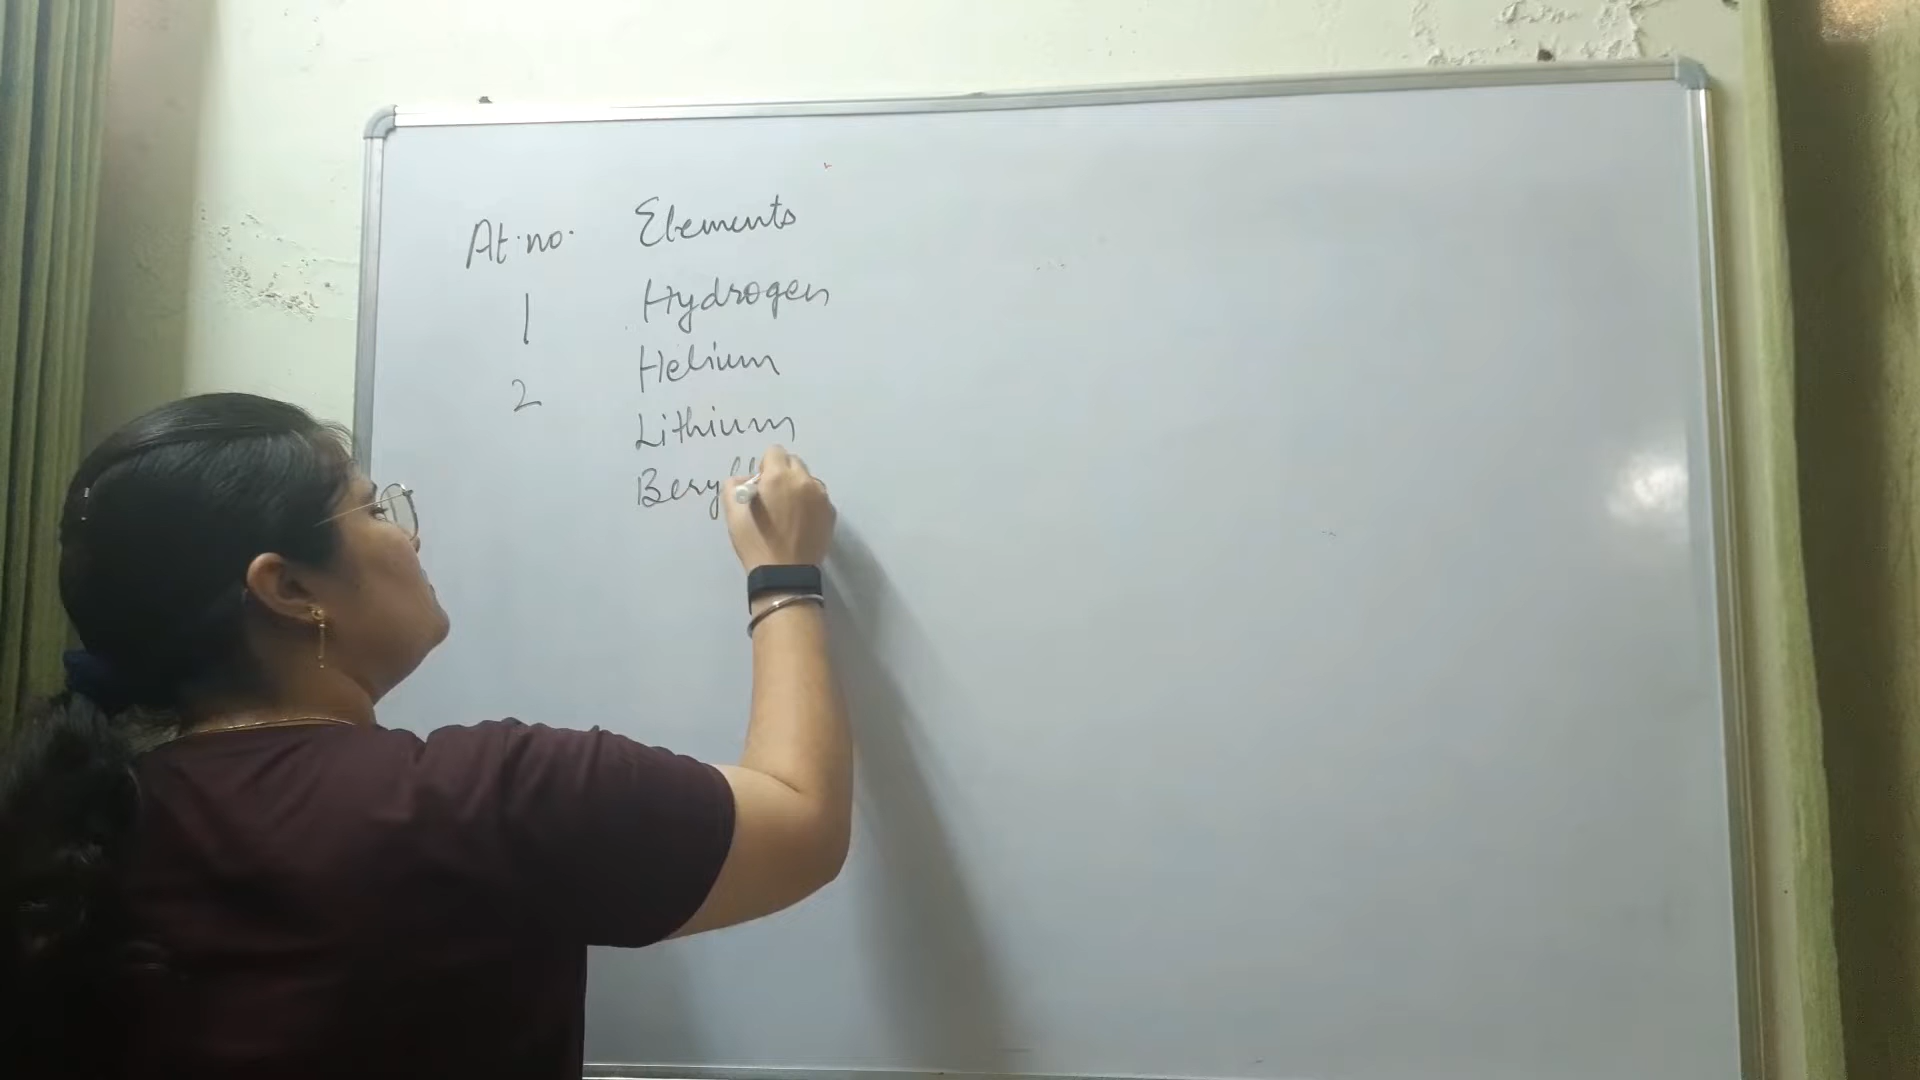 At. no. Elements
1 Hydrogen
2 Helium
Lithium
Beryll